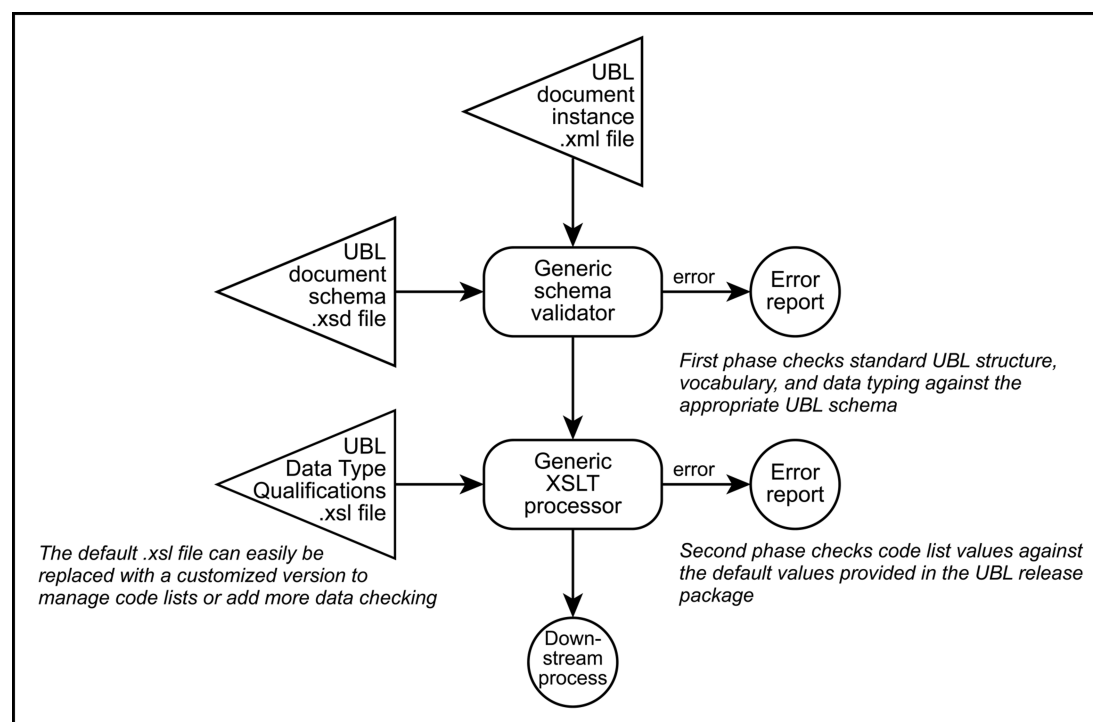 UBL
document
instance
.xml file
UBL
document
schema
.xsd file
Generic
schema
validator
error
Error
report
First phase checks standard UBL structure,
vocabulary, and data typing against the
appropriate UBL schema
UBL
Data Type
Qualifications
.xsl file
Generic
XSLT
processor
error
Error
report
The default .xsl file can easily be
replaced with a customized version to
manage code lists or add more data checking
Second phase checks code list values against
the default values provided in the UBL release
package
Down-
stream
process